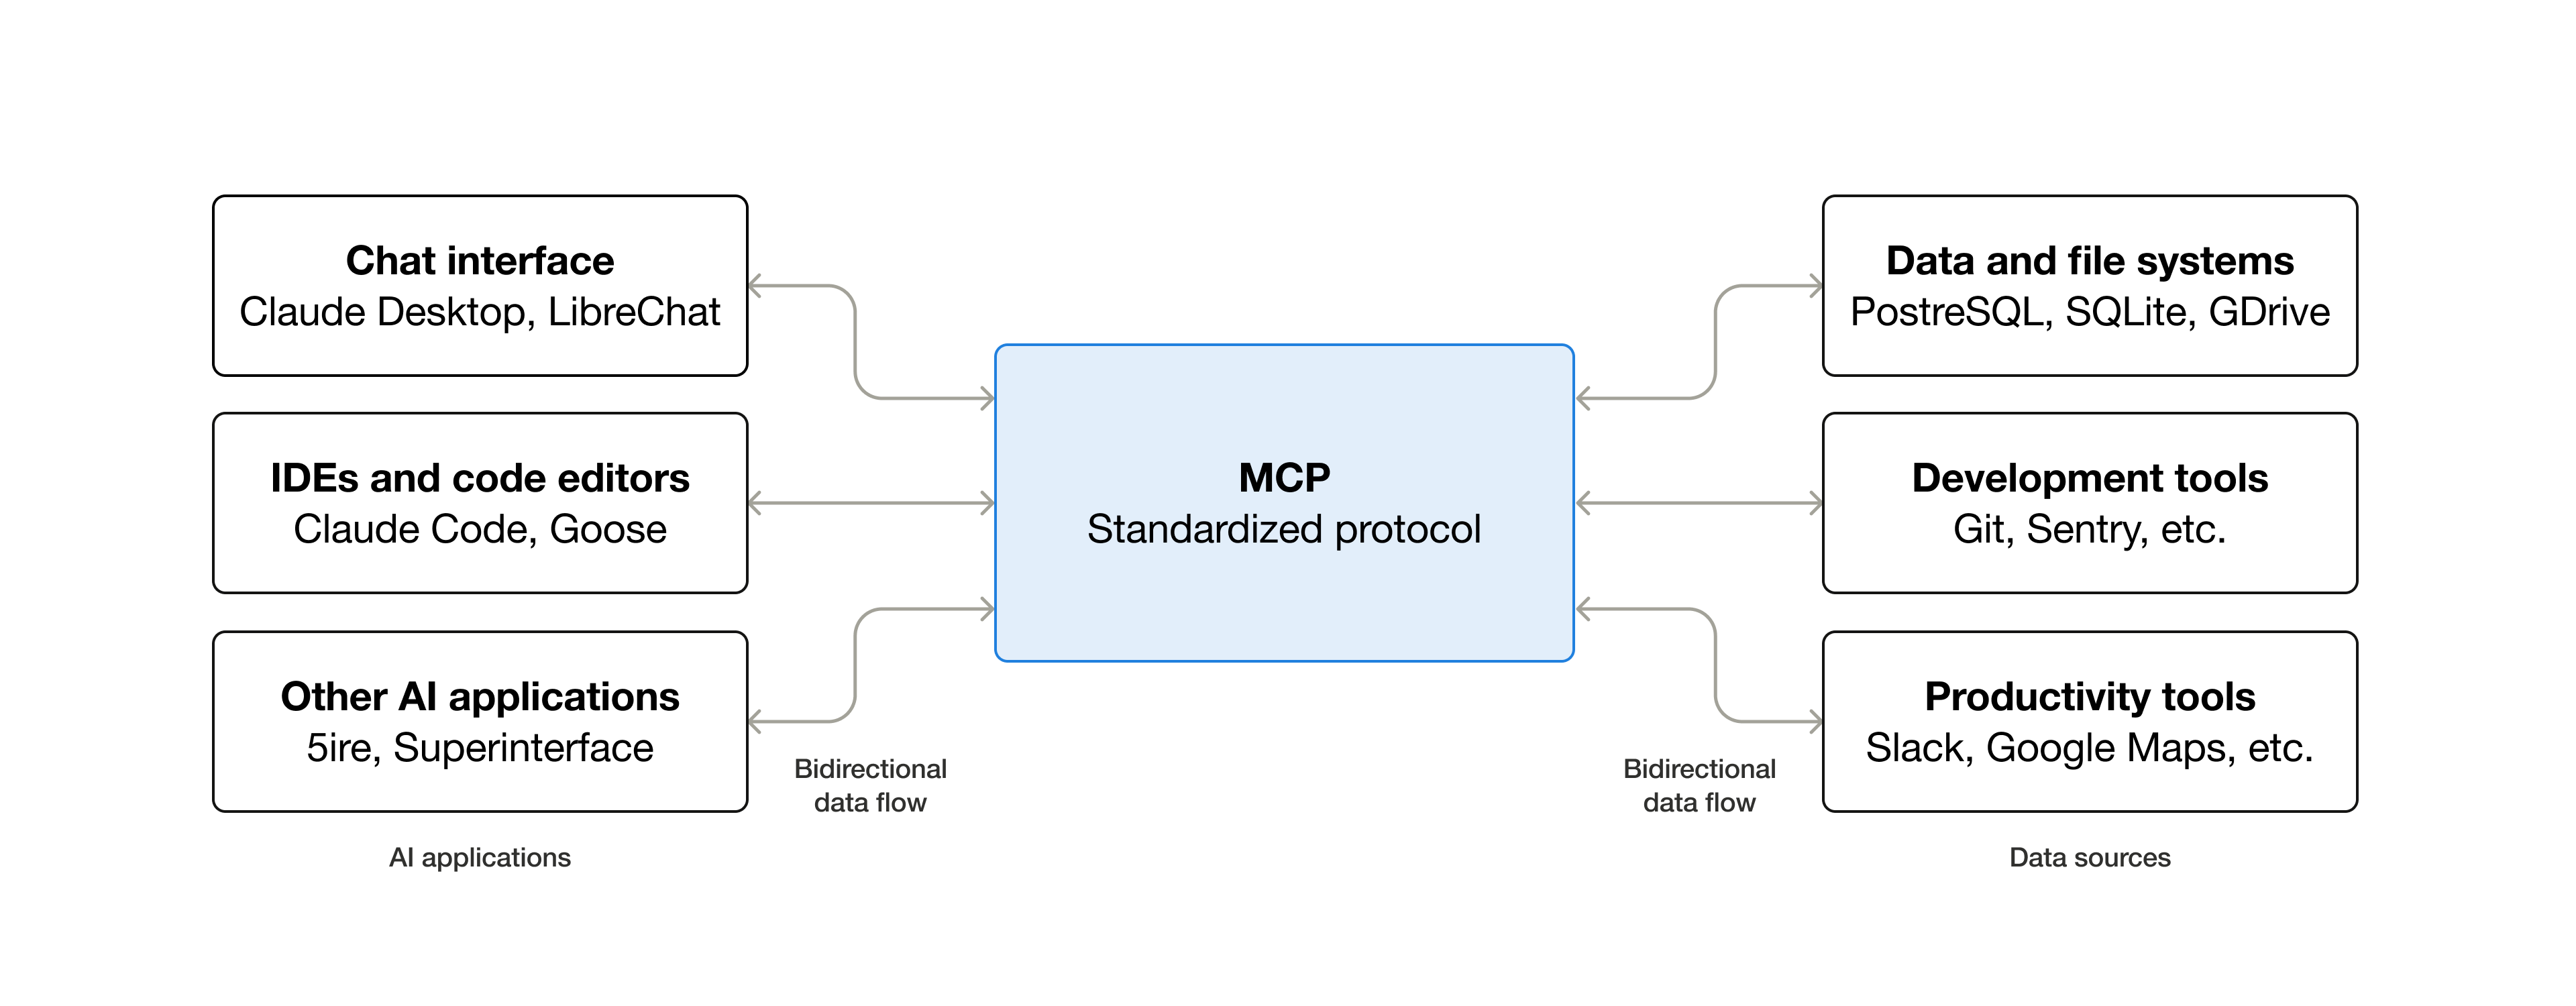 Chat interface
Claude Desktop, LibreChat
IDEs and code editors
Claude Code, Goose
Other AI applications
5ire, Superinterface
AI applications
Bidirectional
data flow
MCP
Standardized protocol
Bidirectional
data flow
Data and file systems
PostreSQL, SQLite, GDrive
Development tools
Git, Sentry, etc.
Productivity tools
Slack, Google Maps, etc.
Data sources